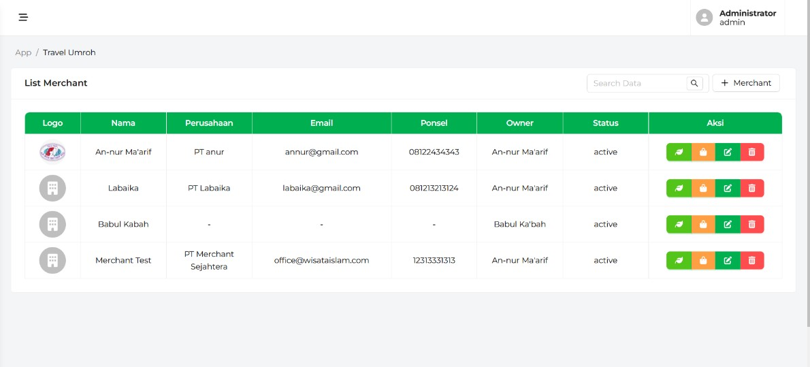 Administrator
admin
App / Travel Umroh
List Merchant
Search Data
+ Merchant
Logo Nama Perusahaan Email Ponsel Owner Status Aksi
An-nur Ma'arif PT anur annur@gmail.com 08122434343 An-nur Ma'arif active
Labaika PT Labaika labaika@gmail.com 081213213124 An-nur Ma'arif active
Babul Kabah - - - Babul Ka'bah active
Merchant Test PT Merchant Sejahtera office@wisataislam.com 12313331313 An-nur Ma'arif active